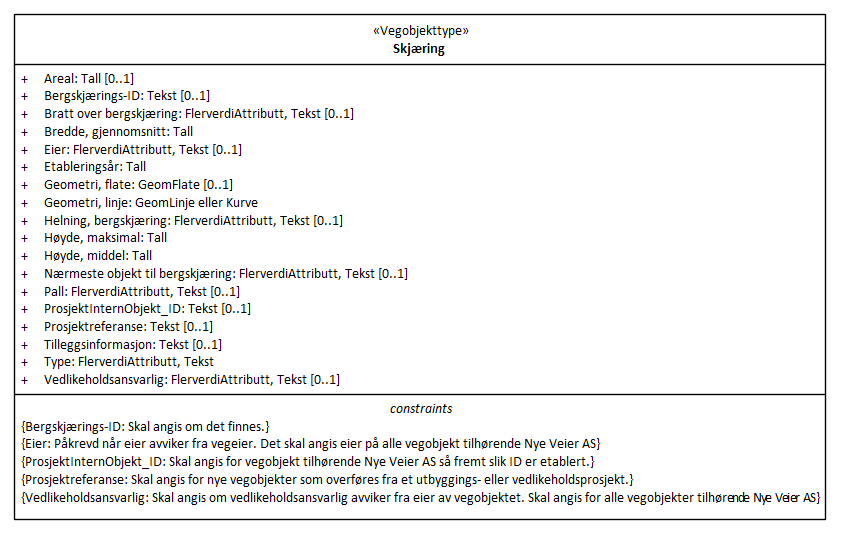 «Vegobjekttype»
Skjæring
+ Areal: Tall [0..1]
+ Bergskjærings-ID: Tekst [0..1]
+ Bratt over bergskjæring: FlerverdiAttributt, Tekst [0..1]
+ Bredde, gjennomsnitt: Tall
+ Eier: FlerverdiAttributt, Tekst [0..1]
+ Etableringsår: Tall
+ Geometri, flate: GeomFlate [0..1]
+ Geometri, linje: GeomLinje eller Kurve
+ Helning, bergskjæring: FlerverdiAttributt, Tekst [0..1]
+ Høyde, maksimal: Tall
+ Høyde, middel: Tall
+ Nærmeste objekt til bergskjæring: FlerverdiAttributt, Tekst [0..1]
+ Pall: FlerverdiAttributt, Tekst [0..1]
+ ProsjektInternObjekt_ID: Tekst [0..1]
+ Prosjektreferanse: Tekst [0..1]
+ Tilleggsinformasjon: Tekst [0..1]
+ Type: FlerverdiAttributt, Tekst
+ Vedlikeholdsansvarlig: FlerverdiAttributt, Tekst [0..1]
constraints
{Bergskjærings-ID: Skal angis om det finnes.}
{Eier: Påkrevd når eier avviker fra vegeier. Det skal angis eier på alle vegobjekt tilhørende Nye Veier AS}
{ProsjektInternObjekt_ID: Skal angis for vegobjekt tilhørende Nye Veier AS så fremt slik ID er etablert.}
{Prosjektreferanse: Skal angis for nye vegobjekter som overføres fra et utbyggings- eller vedlikeholdsprosjekt.}
{Vedlikeholdsansvarlig: Skal angis om vedlikeholdsansvarlig avviker fra eier av vegobjektet. Skal angis for alle vegobjekter tilhørende Nye Veier AS}